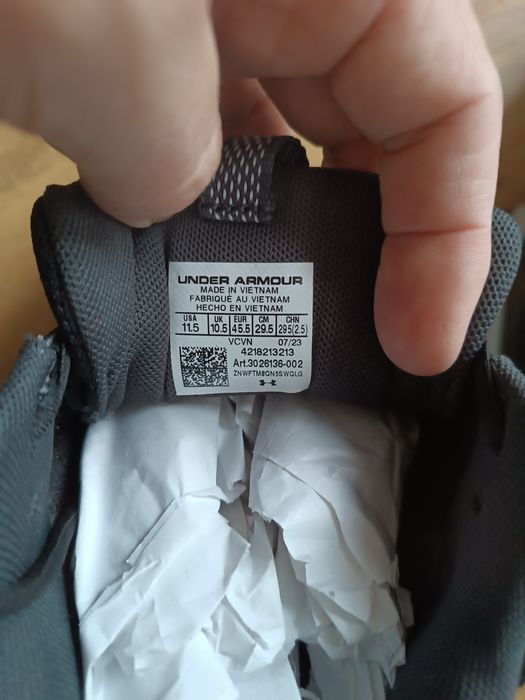 UNDER ARMOUR
MADE IN VIETNAM
FABRIQUÉ AU VIETNAM
HECHO EN VIETNAM
USA UK EUR CM CHN
11.5 10.5 45.5 29.5 295(2.5)
VCVN 07/23
4218213213
Art.3026136-002
ZNWFTM8QN5SWQLG